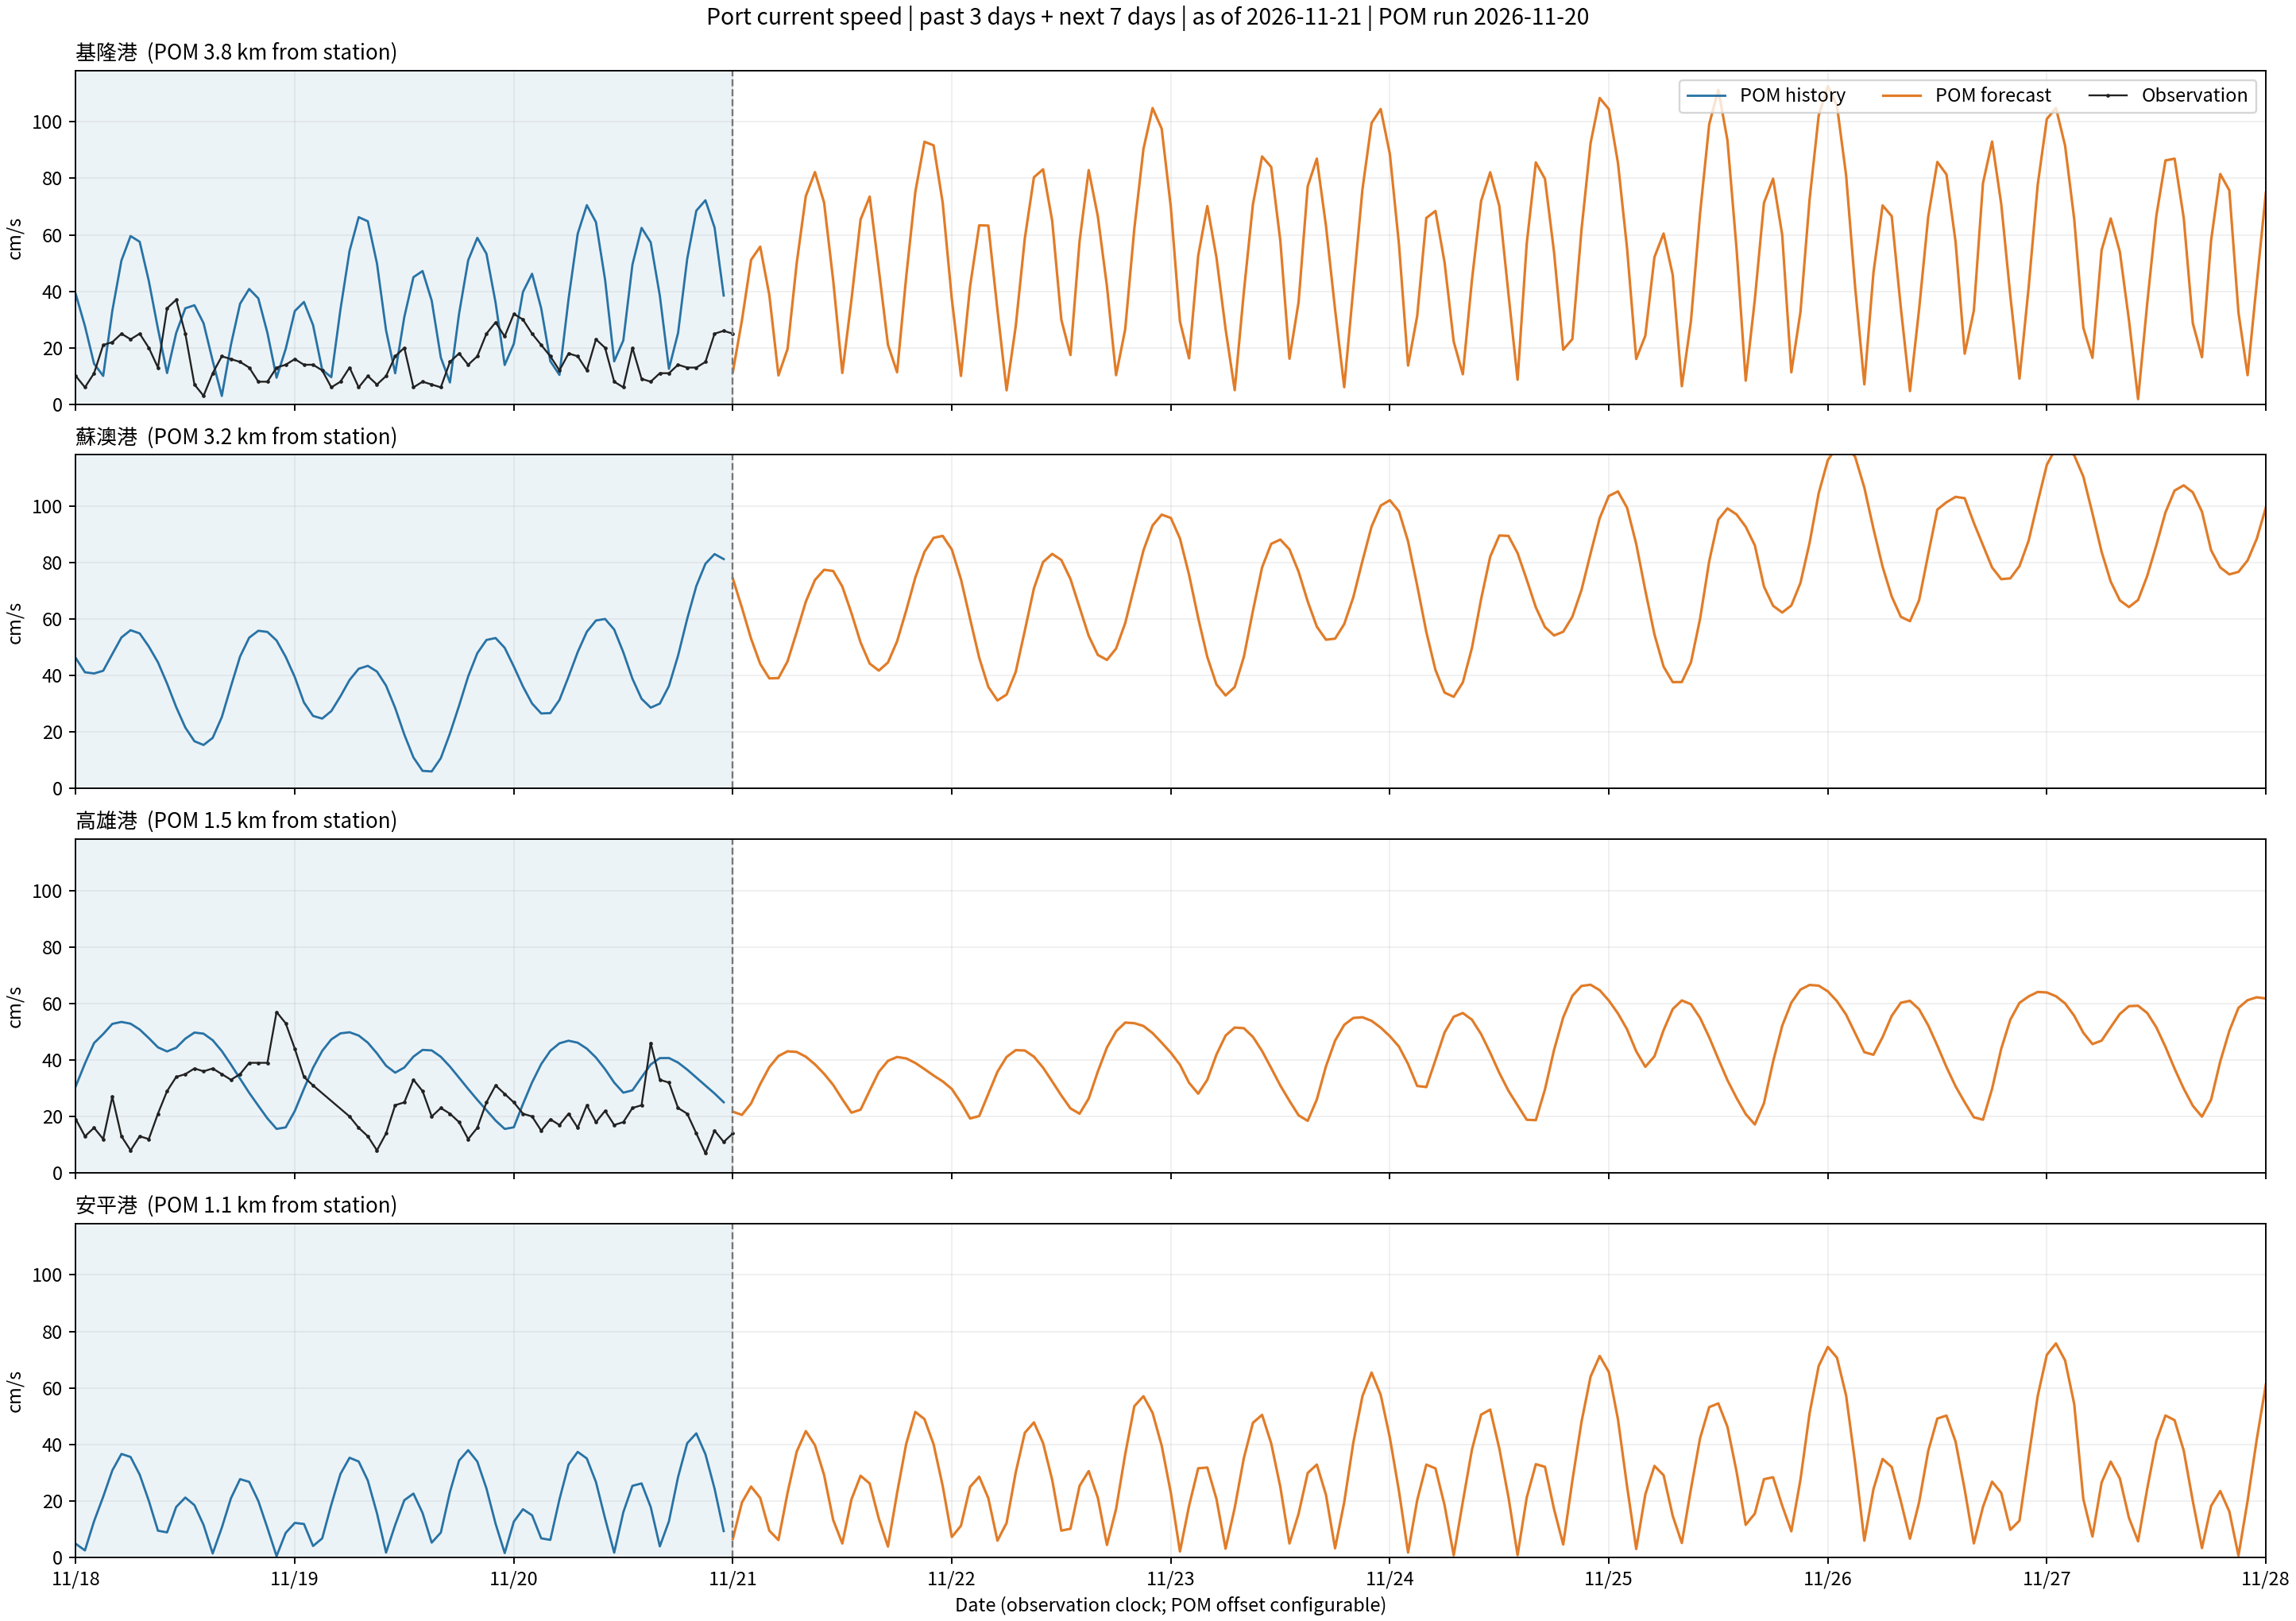 Port current speed | past 3 days + next 7 days | as of 2026-11-21 | POM run 2026-11-20
基隆港 (POM 3.8 km from station)
POM history
POM forecast
Observation
100
80
60
40
20
0
cm/s
蘇澳港 (POM 3.2 km from station)
100
80
60
40
20
0
cm/s
高雄港 (POM 1.5 km from station)
100
80
60
40
20
0
cm/s
安平港 (POM 1.1 km from station)
100
80
60
40
20
0
cm/s
11/18 11/19 11/20 11/21 11/22 11/23 11/24 11/25 11/26 11/27 11/28
Date (observation clock; POM offset configurable)